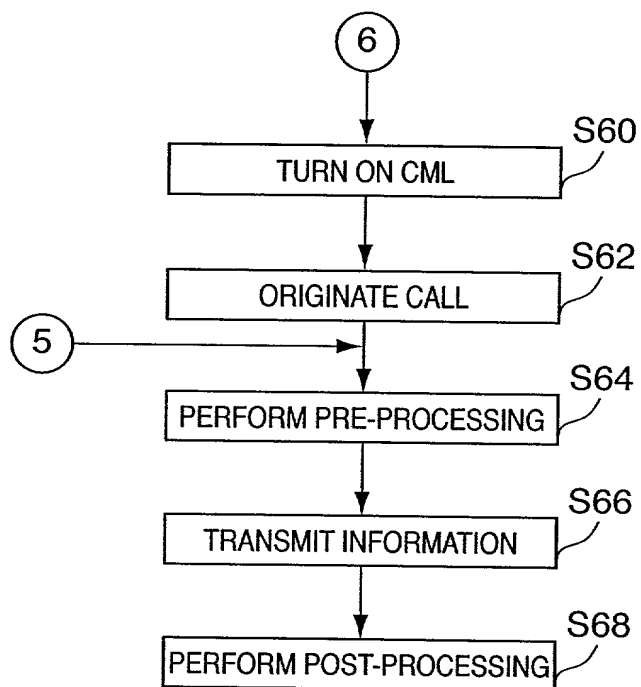 6
S60
TURN ON CML
S62
ORIGINATE CALL
5
S64
PERFORM PRE-PROCESSING
S66
TRANSMIT INFORMATION
S68
PERFORM POST-PROCESSING